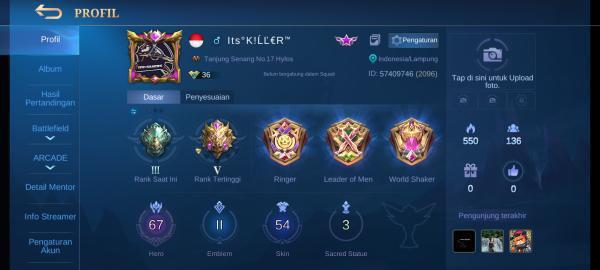 PROFIL
Profil
Album
Hasil
Pertandingan
Battlefield
ARCADE
Detail Mentor
Info Streamer
Pengaturan
Akun
Its°K!ĹĽ€R™
Pengaturan
Tanjung Senang No.17 Hylos
Indonesia/Lampung
36
Belum bergabung dalam Squad
ID: 57409746 (2096)
Dasar
Penyesuaian
III
Rank Saat Ini
V
Rank Tertinggi
Ringer
Leader of Men
World Shaker
67
Hero
II
Emblem
54
Skin
3
Sacred Statue
Tap di sini untuk Upload
foto.
550
136
0
0
Pengunjung terakhir